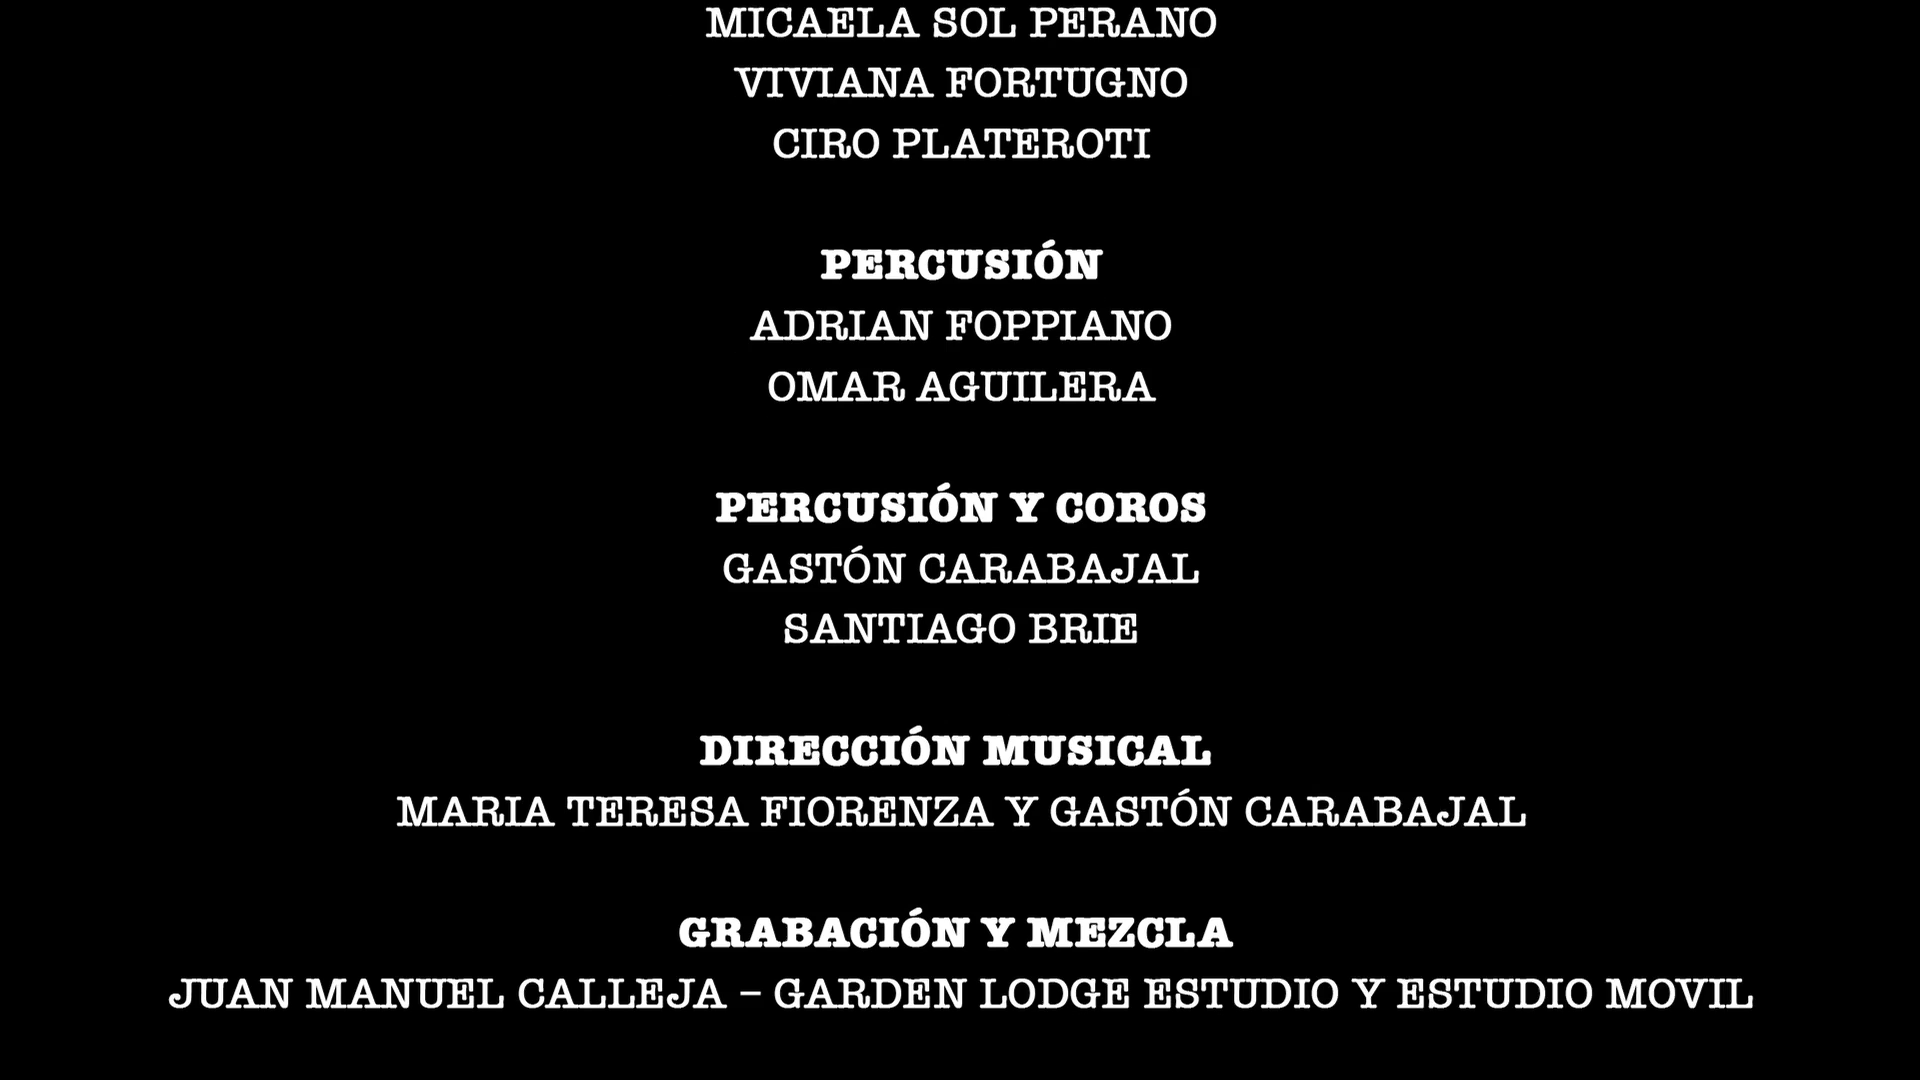 MICAELA SOL PERANO
VIVIANA FORTUGNO
CIRO PLATEROTI
PERCUSIÓN
ADRIAN FOPPIANO
OMAR AGUILERA
PERCUSIÓN Y COROS
GASTÓN CARABAJAL
SANTIAGO BRIE
DIRECCIÓN MUSICAL
MARIA TERESA FIORENZA Y GASTÓN CARABAJAL
GRABACIÓN Y MEZCLA
JUAN MANUEL CALLEJA – GARDEN LODGE ESTUDIO Y ESTUDIO MOVIL